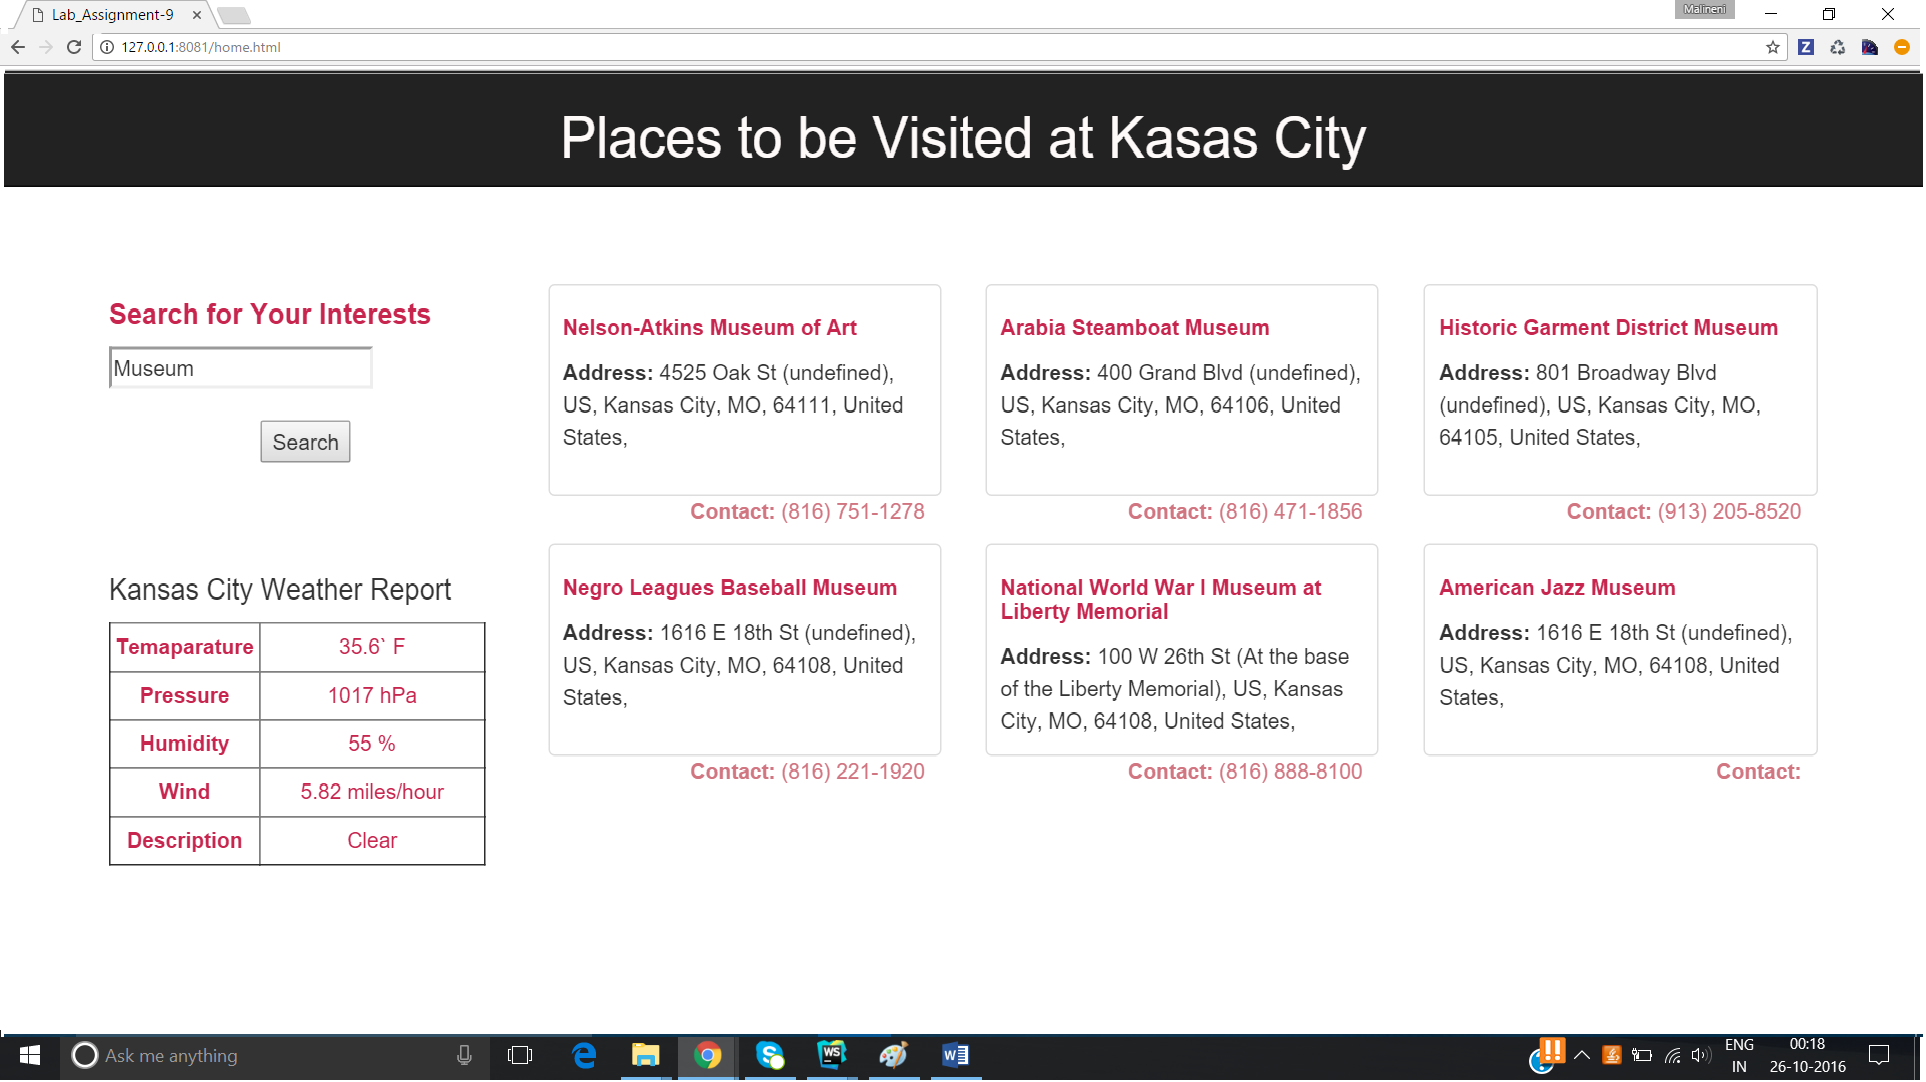 Lab_Assignment-9
Malineni
127.0.0.1:8081/home.html
Z
Places to be Visited at Kasas City
Search for Your Interests
Museum
Search
Kansas City Weather Report
Temaparature 35.6` F
Pressure 1017 hPa
Humidity 55 %
Wind 5.82 miles/hour
Description Clear
Nelson-Atkins Museum of Art
Address: 4525 Oak St (undefined),
US, Kansas City, MO, 64111, United
States,
Contact: (816) 751-1278
Arabia Steamboat Museum
Address: 400 Grand Blvd (undefined),
US, Kansas City, MO, 64106, United
States,
Contact: (816) 471-1856
Historic Garment District Museum
Address: 801 Broadway Blvd
(undefined), US, Kansas City, MO,
64105, United States,
Contact: (913) 205-8520
Negro Leagues Baseball Museum
Address: 1616 E 18th St (undefined),
US, Kansas City, MO, 64108, United
States,
Contact: (816) 221-1920
National World War I Museum at
Liberty Memorial
Address: 100 W 26th St (At the base
of the Liberty Memorial), US, Kansas
City, MO, 64108, United States,
Contact: (816) 888-8100
American Jazz Museum
Address: 1616 E 18th St (undefined),
US, Kansas City, MO, 64108, United
States,
Contact:
Ask me anything
WS
ENG
IN
00:18
26-10-2016